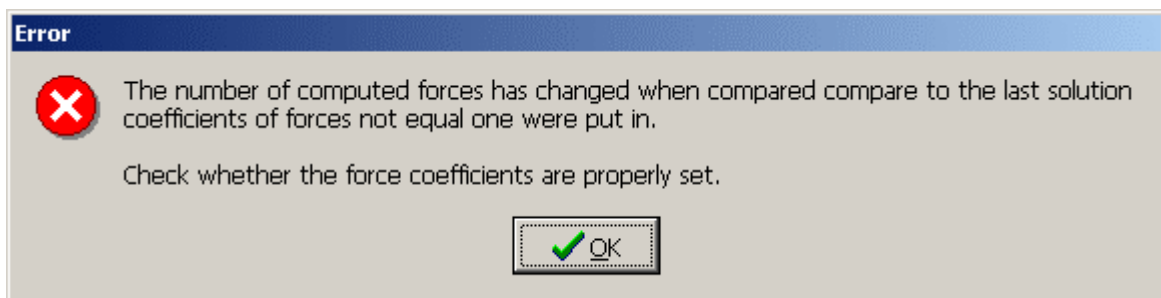 Error
The number of computed forces has changed when compared compare to the last solution
coefficients of forces not equal one were put in.
Check whether the force coefficients are properly set.
OK